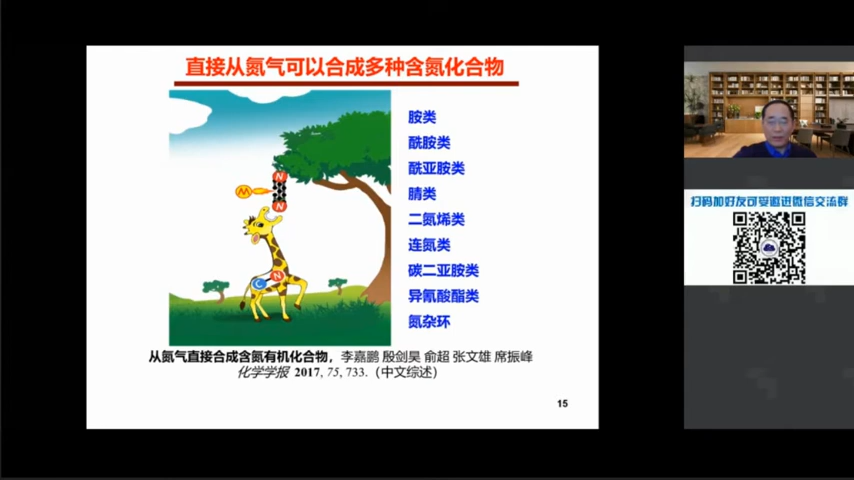 直接从氮气可以合成多种含氮化合物
胺类
酰胺类
酰亚胺类
腈类
二氮烯类
连氮类
碳二亚胺类
异氰酸酯类
氮杂环
N
M
N
N
C
从氮气直接合成含氮有机化合物，李嘉鹏 殷剑昊 俞超 张文雄 席振峰
化学学报 2017, 75, 733.（中文综述）
15
扫码加好友可受邀进微信交流群